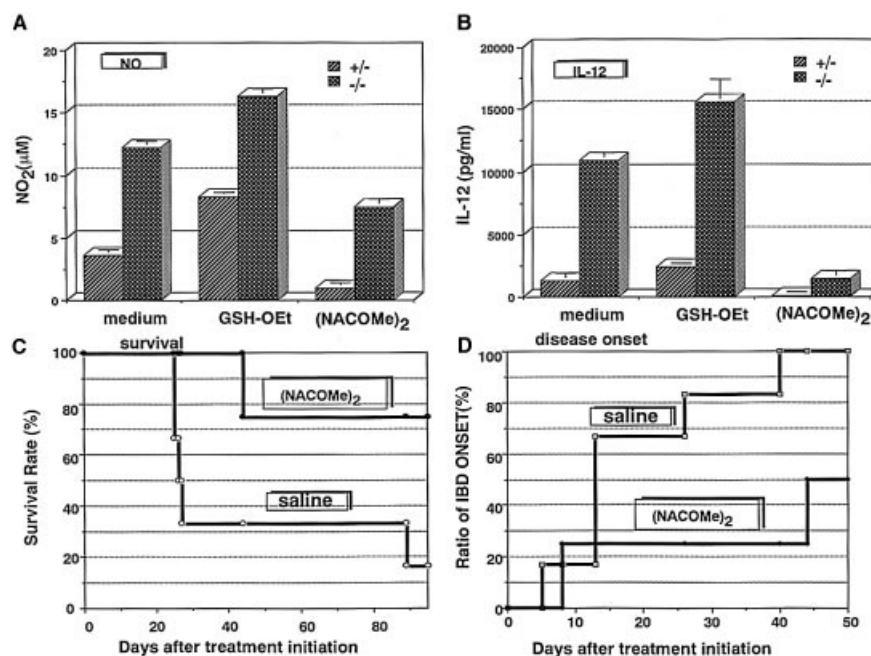 A
NO
+/-
-/-
NO2(μM)
20
15
10
5
0
medium
GSH-OEt
(NACOMe)2
B
IL-12
+/-
-/-
IL-12 (pg/ml)
20000
15000
10000
5000
0
medium
GSH-OEt
(NACOMe)2
C
survival
Survival Rate (%)
100
80
60
40
20
0
(NACOMe)2
saline
0
20
40
60
80
Days after treatment initiation
D
disease onset
Ratio of IBD ONSET(%)
100
80
60
40
20
0
saline
(NACOMe)2
0
10
20
30
40
50
Days after treatment initiation